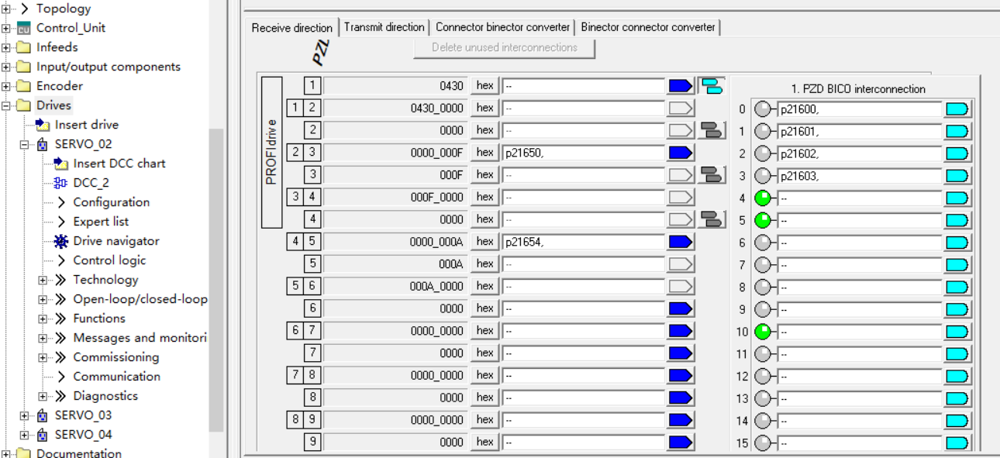 Topology
Control_Unit
Infeeds
Input/output components
Encoder
Drives
Insert drive
SERVO_02
Insert DCC chart
DCC_2
Configuration
Expert list
Drive navigator
Control logic
Technology
Open-loop/closed-loop
Functions
Messages and monitori
Commissioning
Communication
Diagnostics
SERVO_03
SERVO_04
Documentation
Receive direction Transmit direction Connector binector converter Binector connector converter
PZD
Delete unused interconnections
PROFIdrive
1 0430 hex --
1 2 0430_0000 hex --
2 0000 hex --
2 3 0000_000F hex p21650,
3 000F hex --
3 4 000F_0000 hex --
4 0000 hex --
4 5 0000_000A hex p21654,
5 000A hex --
5 6 000A_0000 hex --
6 0000 hex --
6 7 0000_0000 hex --
7 0000 hex --
7 8 0000_0000 hex --
8 0000 hex --
8 9 0000_0000 hex --
9 0000 hex --
1. PZD BICO interconnection
0 p21600,
1 p21601,
2 p21602,
3 p21603,
4 --
5 --
6 --
7 --
8 --
9 --
10 --
11 --
12 --
13 --
14 --
15 --